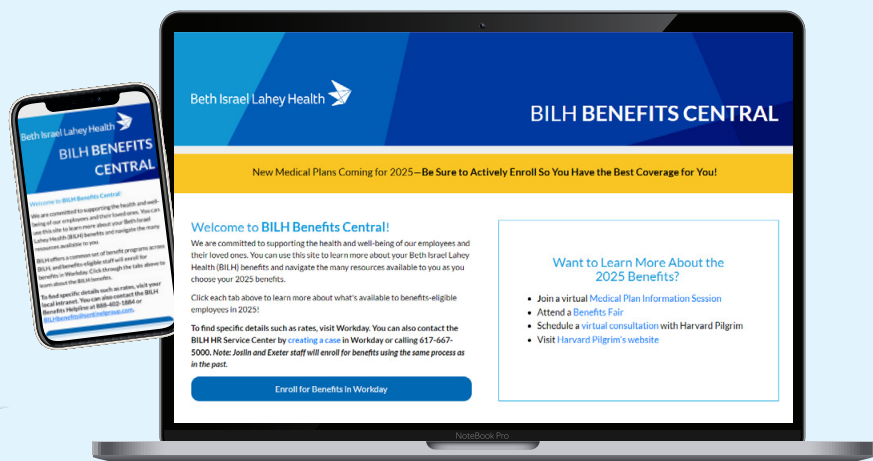 Beth Israel Lahey Health
BILH BENEFITS
CENTRAL
Welcome to BILH Benefits Central!
We are committed to supporting the health and well-
being of our employees and their loved ones. You can
use this site to learn more about your Beth Israel
Lahey Health (BILH) benefits and navigate the many
resources available to you.
BILH offers a common set of benefit programs across
BILH, and benefits-eligible staff will enroll for
benefits in Workday. Click through the tabs above to
learn about the BILH benefits.
To find specific details such as rates, visit your
local intranet. You can also contact the BILH
Benefits Helpline at 888-402-1884 or
BILHbenefits@sentinelgroup.com.
Beth Israel Lahey Health
BILH BENEFITS CENTRAL
New Medical Plans Coming for 2025—Be Sure to Actively Enroll So You Have the Best Coverage for You!
Welcome to BILH Benefits Central!
We are committed to supporting the health and well-being of our employees and
their loved ones. You can use this site to learn more about your Beth Israel Lahey
Health (BILH) benefits and navigate the many resources available to you as you
choose your 2025 benefits.
Click each tab above to learn more about what's available to benefits-eligible
employees in 2025!
To find specific details such as rates, visit Workday. You can also contact the
BILH HR Service Center by creating a case in Workday or calling 617-667-
5000. Note: Joslin and Exeter staff will enroll for benefits using the same process as
in the past.
Enroll for Benefits in Workday
Want to Learn More About the
2025 Benefits?
• Join a virtual Medical Plan Information Session
• Attend a Benefits Fair
• Schedule a virtual consultation with Harvard Pilgrim
• Visit Harvard Pilgrim's website
NoteBook Pro